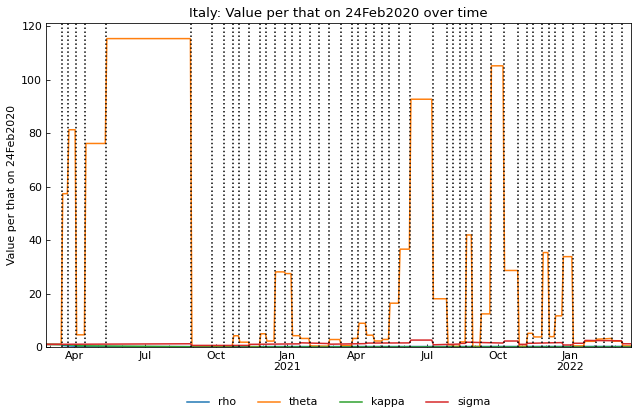 Italy: Value per that on 24Feb2020 over time
Value per that on 24Feb2020
120
100
80
60
40
20
0
Apr Jul Oct Jan Apr Jul Oct Jan
2021 2022
rho theta kappa sigma